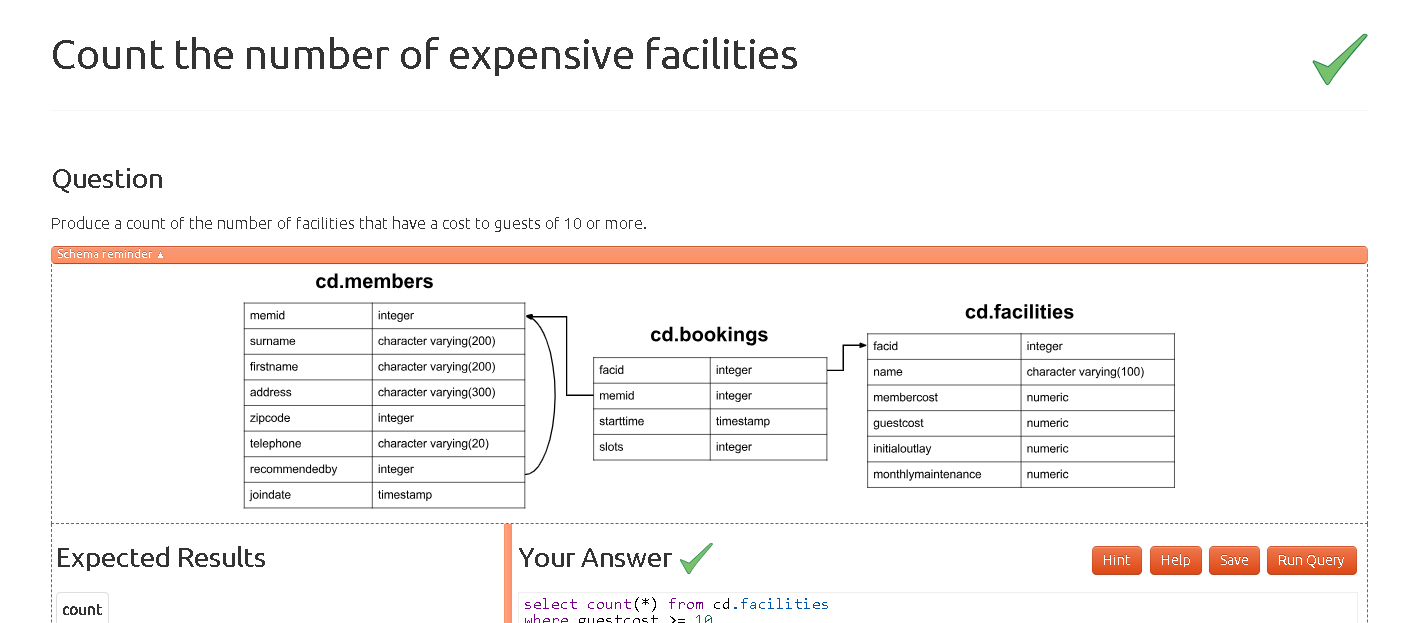 Count the number of expensive facilities
Question
Produce a count of the number of facilities that have a cost to guests of 10 or more.
Schema reminder ▲
cd.members
memid integer
surname character varying(200)
firstname character varying(200)
address character varying(300)
zipcode integer
telephone character varying(20)
recommendedby integer
joindate timestamp
cd.bookings
facid integer
memid integer
starttime timestamp
slots integer
cd.facilities
facid integer
name character varying(100)
membercost numeric
guestcost numeric
initialoutlay numeric
monthlymaintenance numeric
Expected Results
count
Your Answer
Hint Help Save Run Query
select count(*) from cd.facilities
where guestcost >= 10